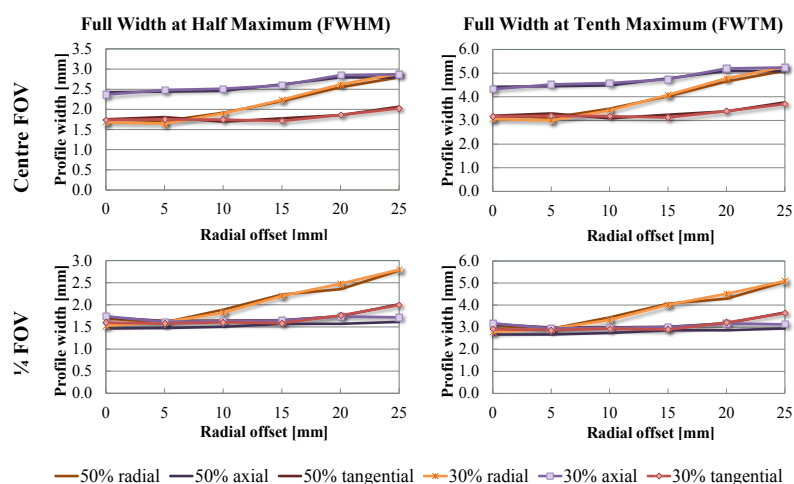 Full Width at Half Maximum (FWHM)
Full Width at Tenth Maximum (FWTM)
Centre FOV
Profile width [mm]
3.5
3.0
2.5
2.0
1.5
1.0
0.5
0.0
0 5 10 15 20 25
Radial offset [mm]
Profile width [mm]
6.0
5.0
4.0
3.0
2.0
1.0
0.0
0 5 10 15 20 25
Radial offset [mm]
¼ FOV
Profile width [mm]
3.0
2.5
2.0
1.5
1.0
0.5
0.0
0 5 10 15 20 25
Radial offset [mm]
Profile width [mm]
6.0
5.0
4.0
3.0
2.0
1.0
0.0
0 5 10 15 20 25
Radial offset [mm]
50% radial 50% axial 50% tangential 30% radial 30% axial 30% tangential